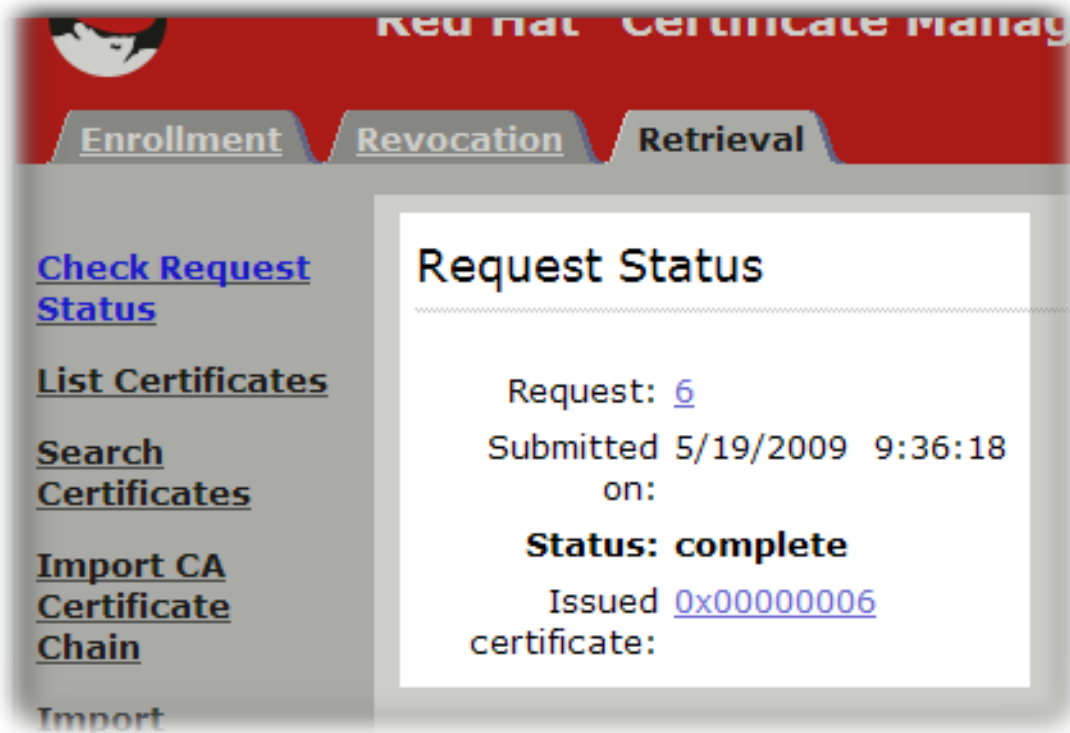 Red Hat Certificate Manag
Enrollment Revocation Retrieval
Check Request
Status
List Certificates
Search
Certificates
Import CA
Certificate
Chain
Import
Request Status
Request: 6
Submitted 5/19/2009 9:36:18
on:
Status: complete
Issued 0x00000006
certificate: